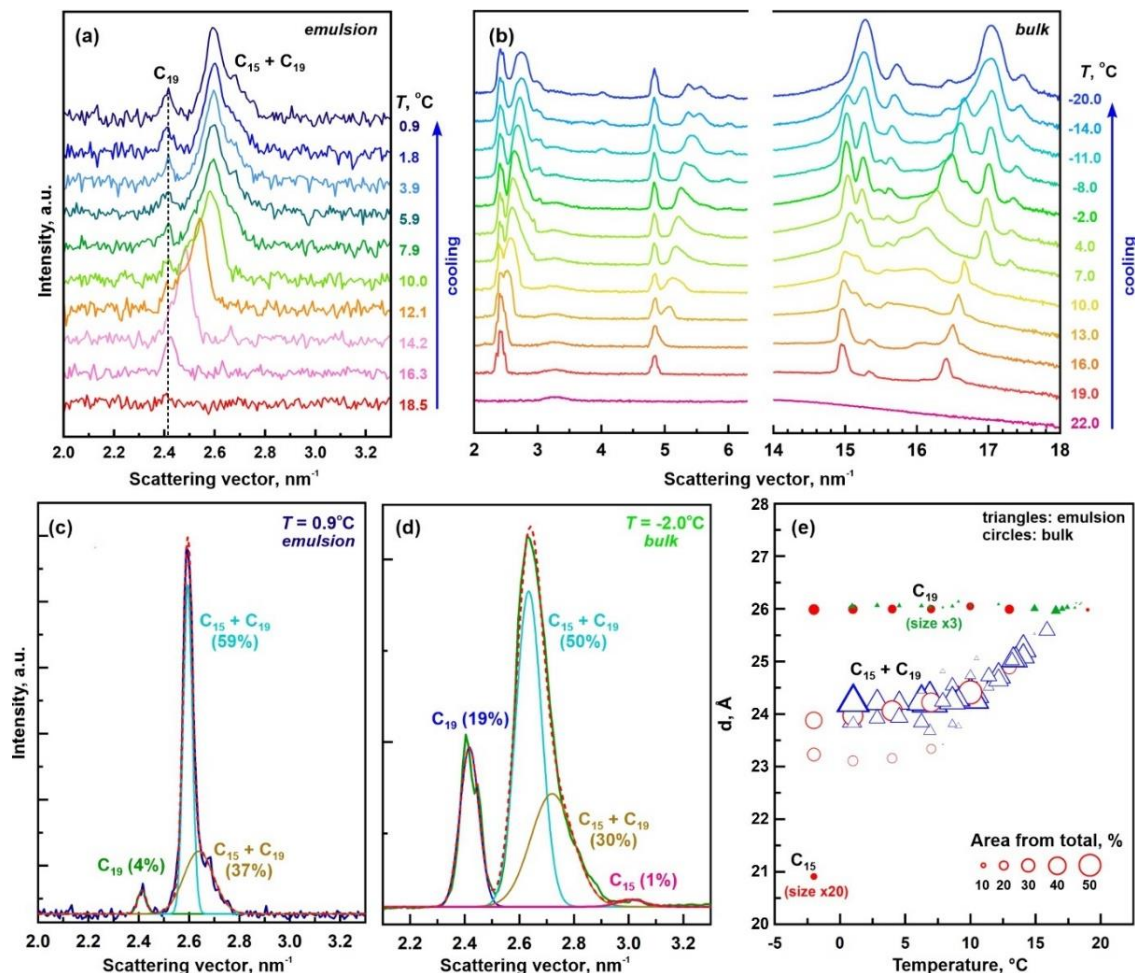 (a)
emulsion
C19
C15 + C19
T, °C
0.9
1.8
3.9
5.9
7.9
10.0
12.1
14.2
16.3
18.5
cooling
Intensity, a.u.
2.0 2.2 2.4 2.6 2.8 3.0 3.2
Scattering vector, nm-1
(b)
bulk
T, °C
-20.0
-14.0
-11.0
-8.0
-2.0
4.0
7.0
10.0
13.0
16.0
19.0
22.0
cooling
2 3 4 5 6 14 15 16 17 18
Scattering vector, nm-1
(c)
T = 0.9°C
emulsion
C15 + C19
(59%)
C19 (4%)
C15 + C19
(37%)
Intensity, a.u.
2.0 2.2 2.4 2.6 2.8 3.0 3.2
Scattering vector, nm-1
(d)
T = -2.0°C
bulk
C15 + C19
(50%)
C19 (19%)
C15 + C19
(30%)
C15 (1%)
2.2 2.4 2.6 2.8 3.0 3.2
Scattering vector, nm-1
(e)
triangles: emulsion
circles: bulk
C19
(size x3)
C15 + C19
C15
(size x20)
Area from total, %
10 20 30 40 50
d, Å
28
27
26
25
24
23
22
21
20
-5 0 5 10 15 20
Temperature, °C